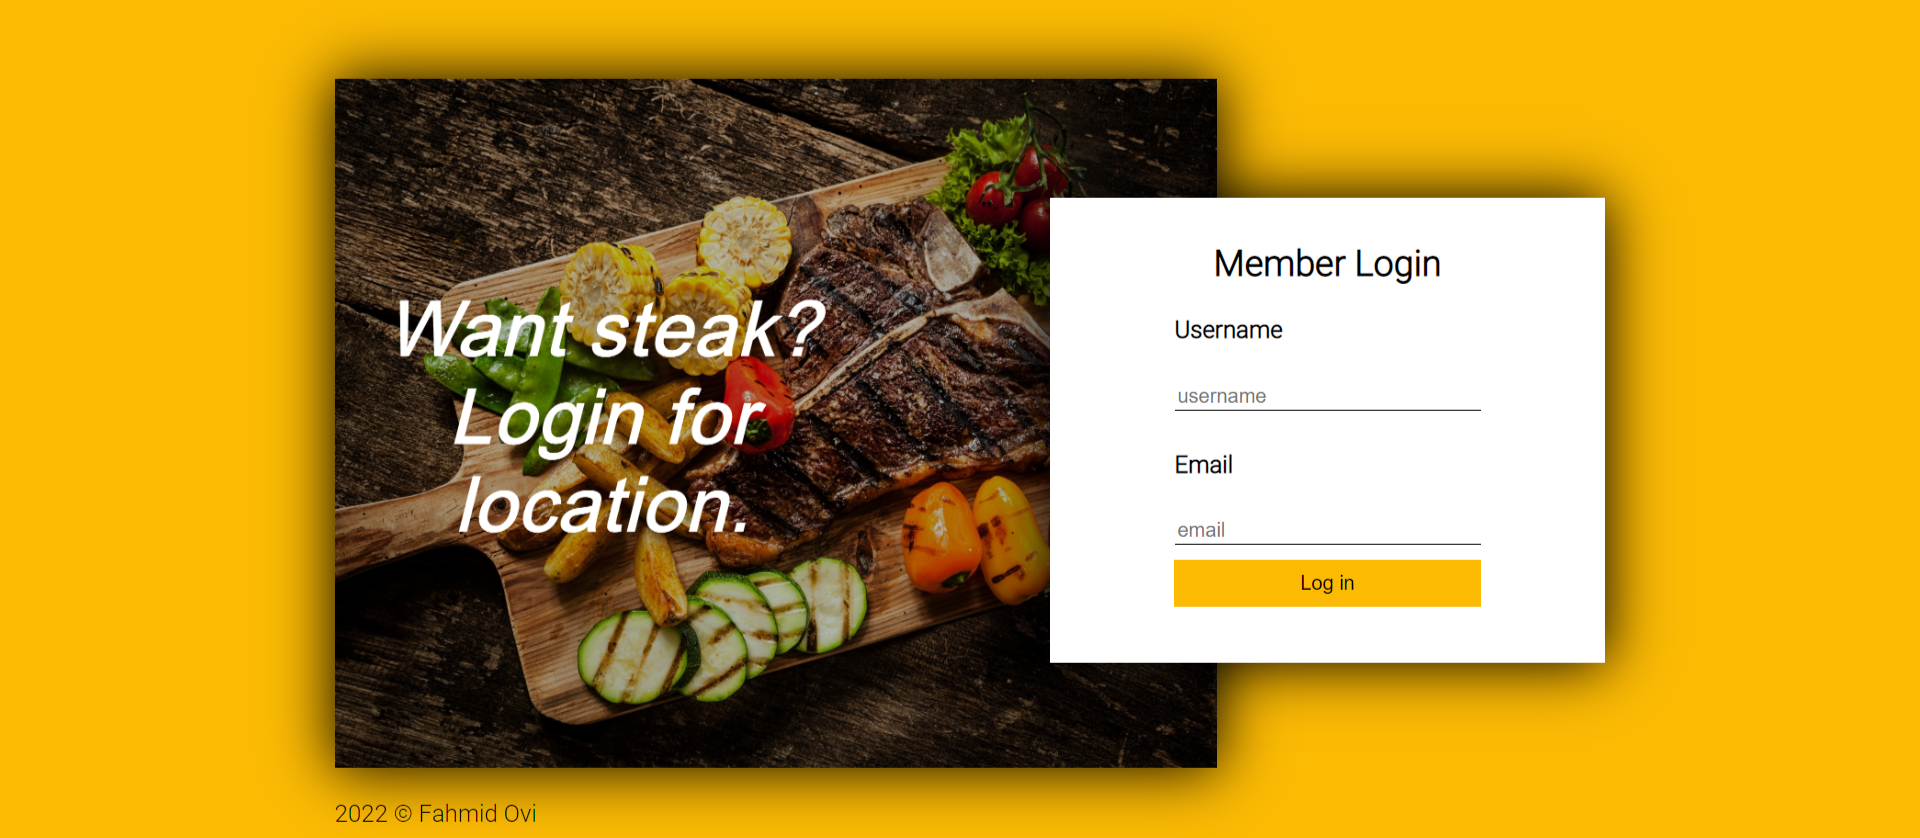 Want steak?
Login for
location.
Member Login
Username
username
Email
email
Log in
2022 © Fahmid Ovi